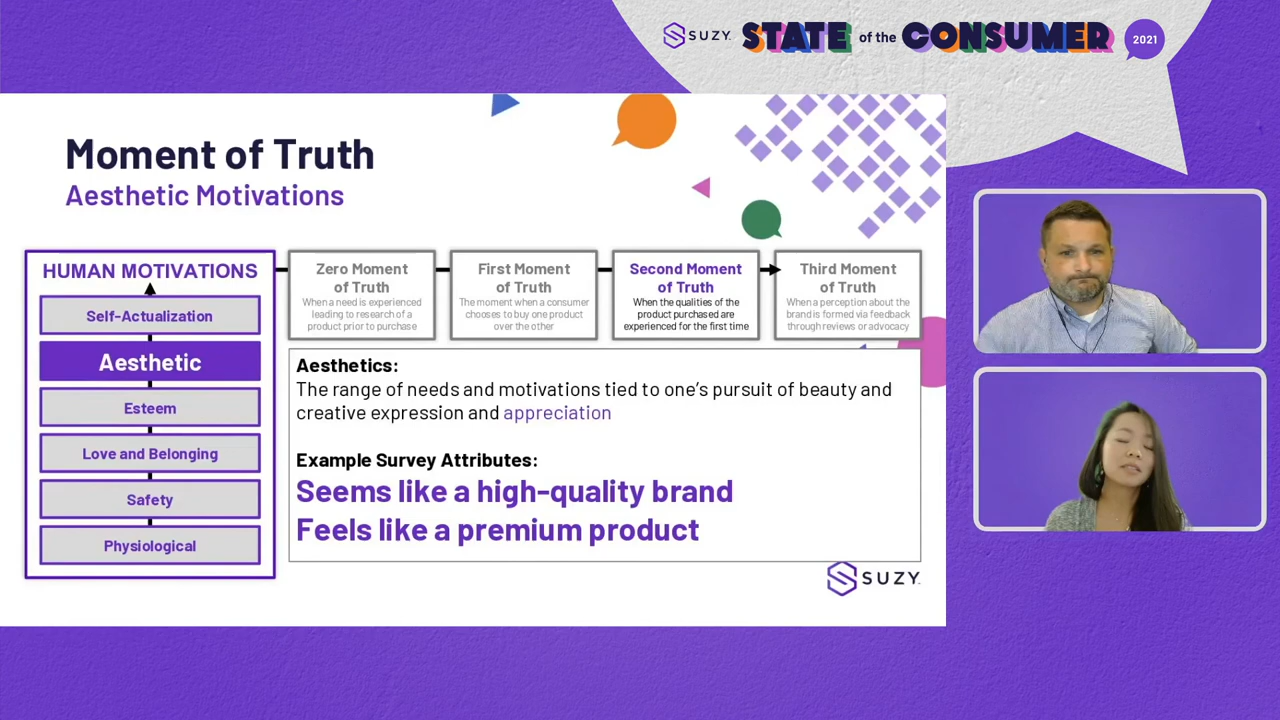 SUZY STATE of the CONSUMER 2021
Moment of Truth
Aesthetic Motivations
HUMAN MOTIVATIONS
Self-Actualization
Aesthetic
Esteem
Love and Belonging
Safety
Physiological
Zero Moment
of Truth
When a need is experienced
leading to research of a
product prior to purchase
First Moment
of Truth
The moment when a consumer
chooses to buy one product
over the other
Second Moment
of Truth
When the qualities of the
product purchased are
experienced for the first time
Third Moment
of Truth
When a perception about the
brand is formed via feedback
through reviews or advocacy
Aesthetics:
The range of needs and motivations tied to one’s pursuit of beauty and
creative expression and appreciation
Example Survey Attributes:
Seems like a high-quality brand
Feels like a premium product
SUZY